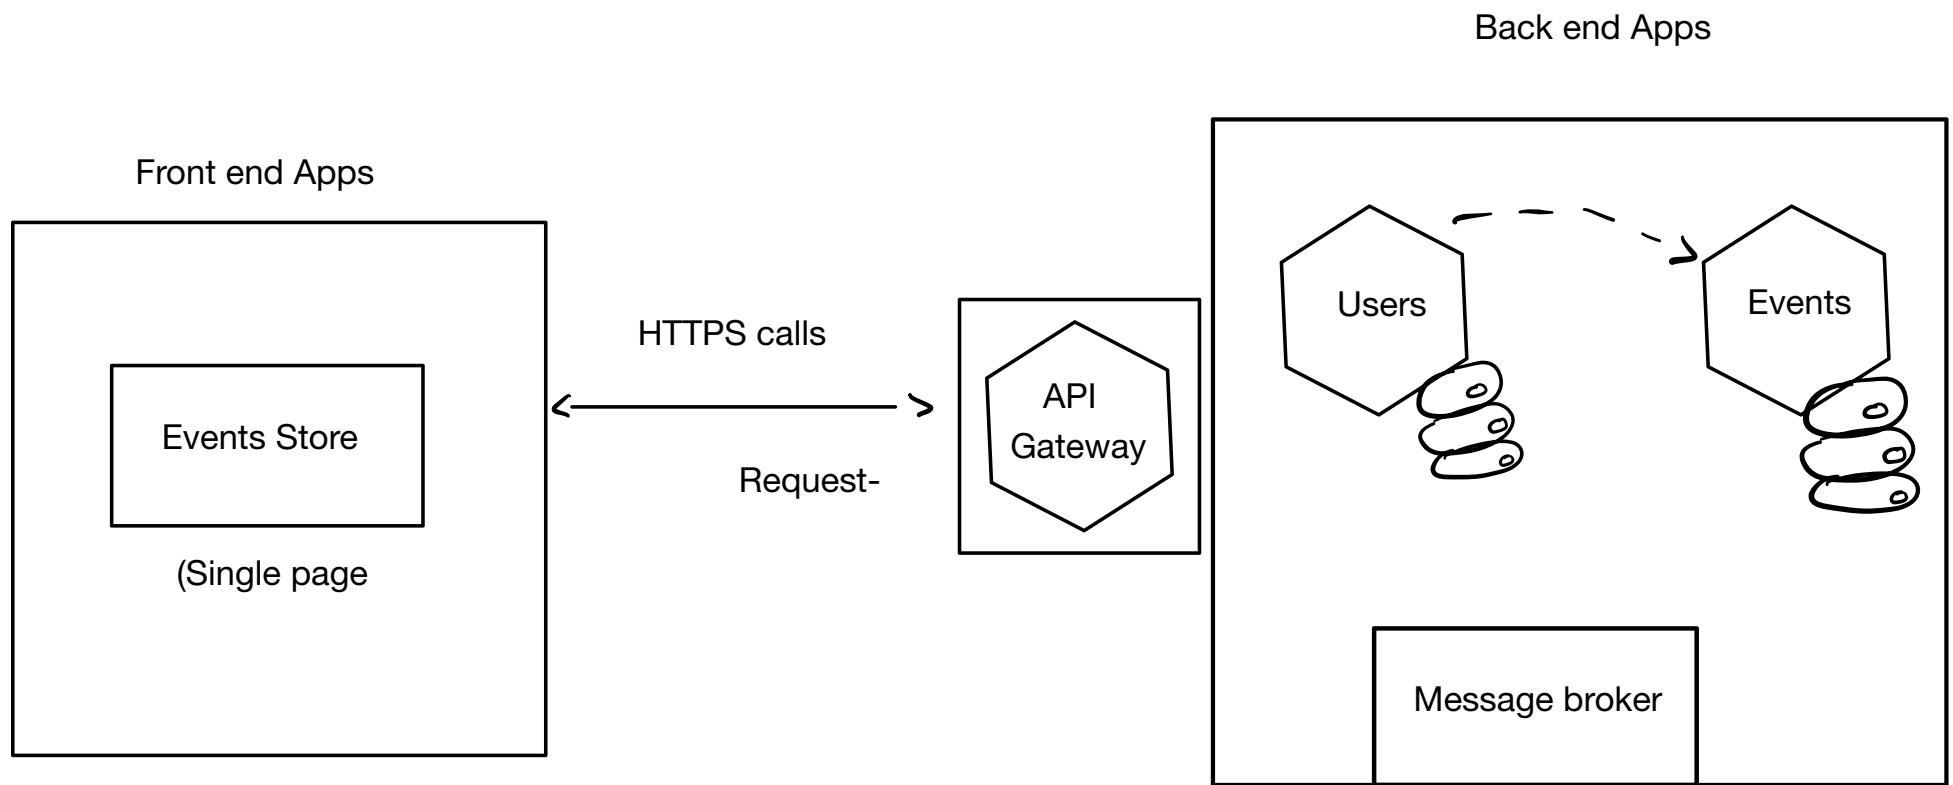 Back end Apps
Front end Apps
Users
Events
HTTPS calls
API
Gateway
Events Store
Request-
(Single page
Message broker